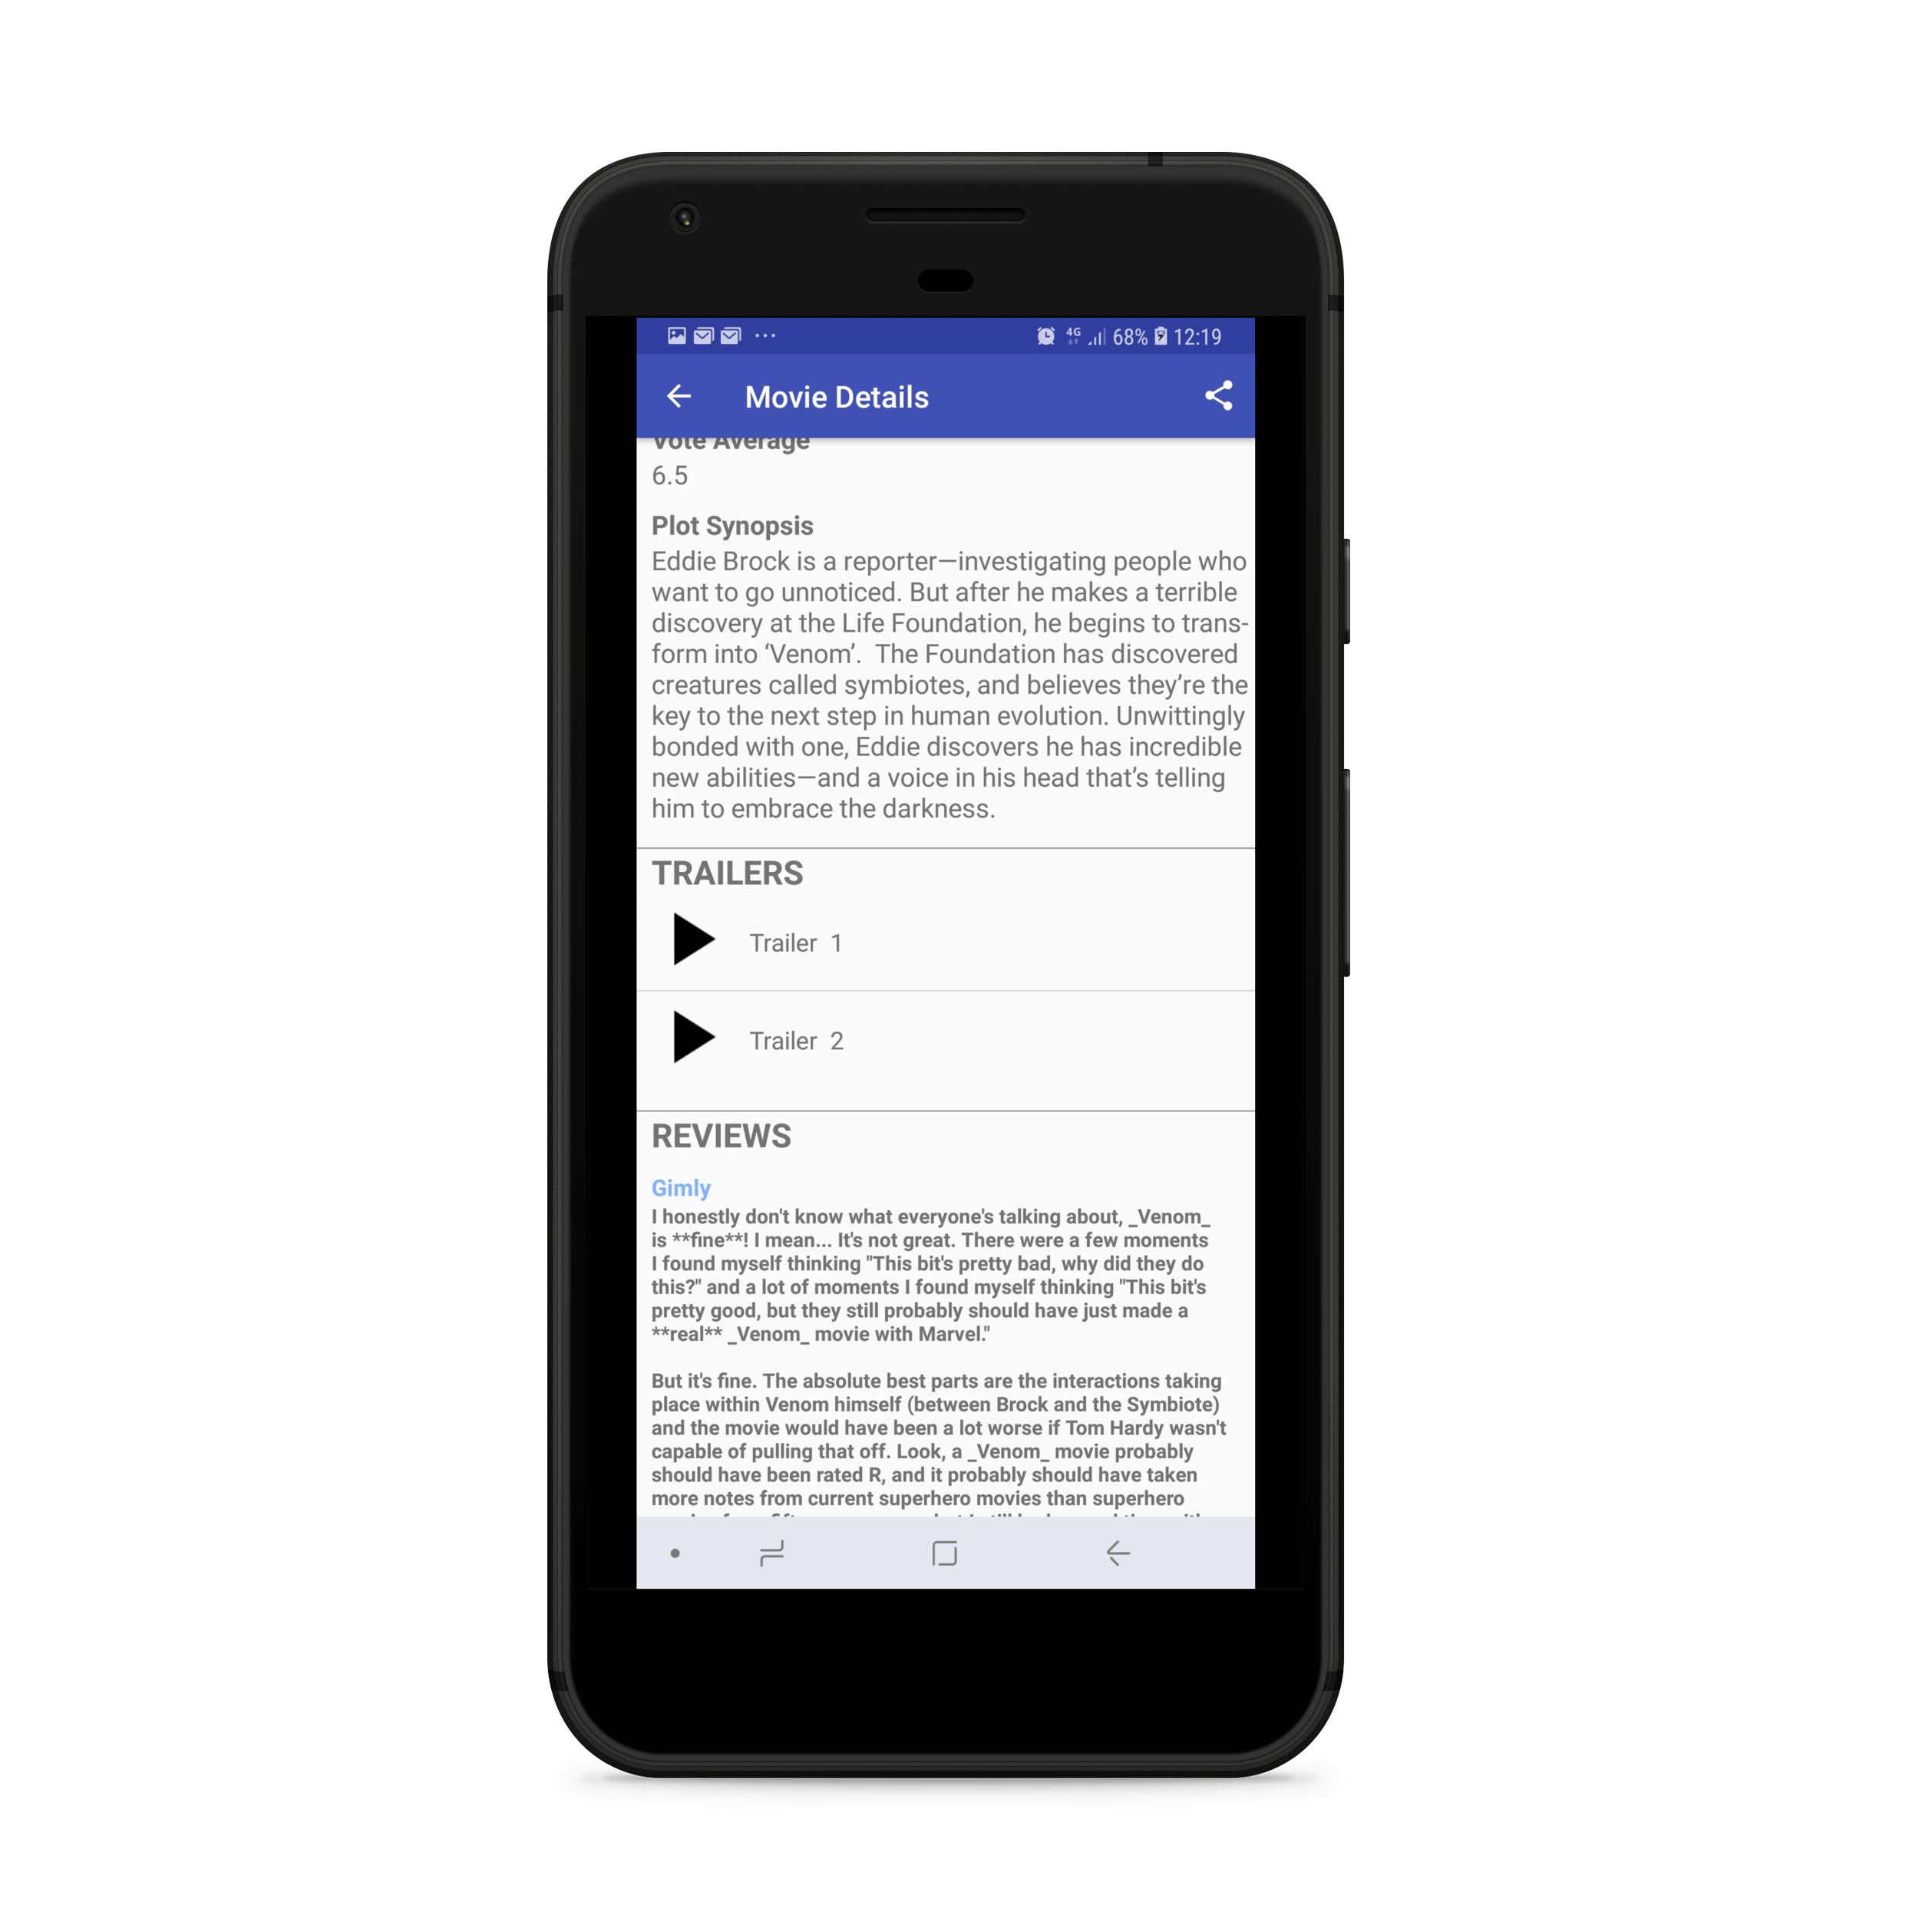 4G 68% 12:19
Movie Details
Vote Average
6.5
Plot Synopsis
Eddie Brock is a reporter—investigating people who
want to go unnoticed. But after he makes a terrible
discovery at the Life Foundation, he begins to trans-
form into ‘Venom’.  The Foundation has discovered
creatures called symbiotes, and believes they’re the
key to the next step in human evolution. Unwittingly
bonded with one, Eddie discovers he has incredible
new abilities—and a voice in his head that’s telling
him to embrace the darkness.
TRAILERS
Trailer 1
Trailer 2
REVIEWS
Gimly
I honestly don't know what everyone's talking about, _Venom_
is **fine**! I mean... It's not great. There were a few moments
I found myself thinking "This bit's pretty bad, why did they do
this?" and a lot of moments I found myself thinking "This bit's
pretty good, but they still probably should have just made a
**real** _Venom_ movie with Marvel."
But it's fine. The absolute best parts are the interactions taking
place within Venom himself (between Brock and the Symbiote)
and the movie would have been a lot worse if Tom Hardy wasn't
capable of pulling that off. Look, a _Venom_ movie probably
should have been rated R, and it probably should have taken
more notes from current superhero movies than superhero